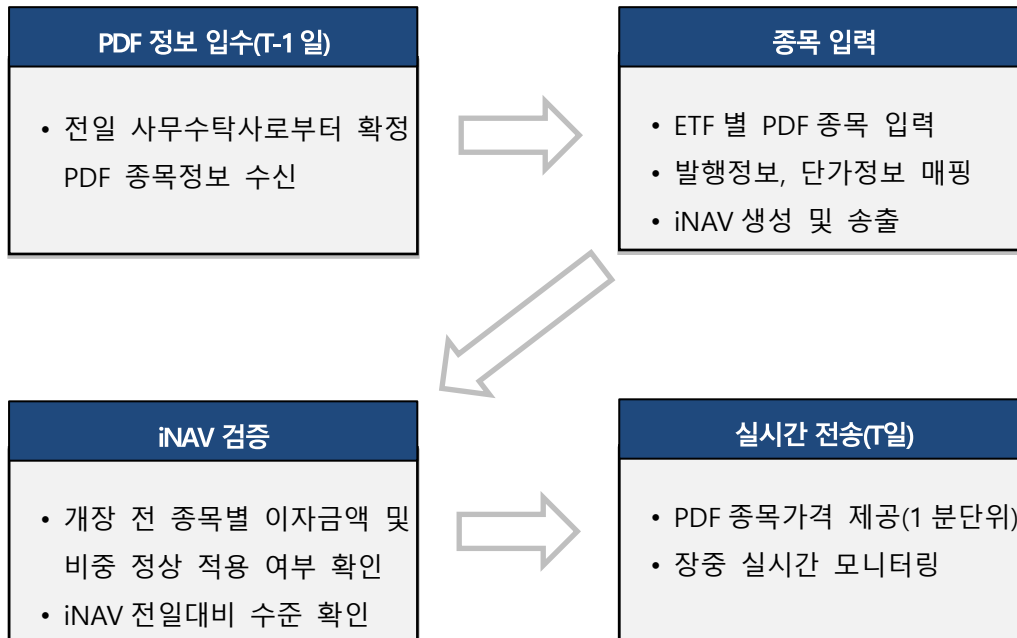 PDF 정보 입수(T-1 일)
• 전일 사무수탁사로부터 확정
PDF 종목정보 수신
종목 입력
• ETF 별 PDF 종목 입력
• 발행정보, 단가정보 매핑
• iNAV 생성 및 송출
iNAV 검증
• 개장 전 종목별 이자금액 및
비중 정상 적용 여부 확인
• iNAV 전일대비 수준 확인
실시간 전송(T일)
• PDF 종목가격 제공(1 분단위)
• 장중 실시간 모니터링